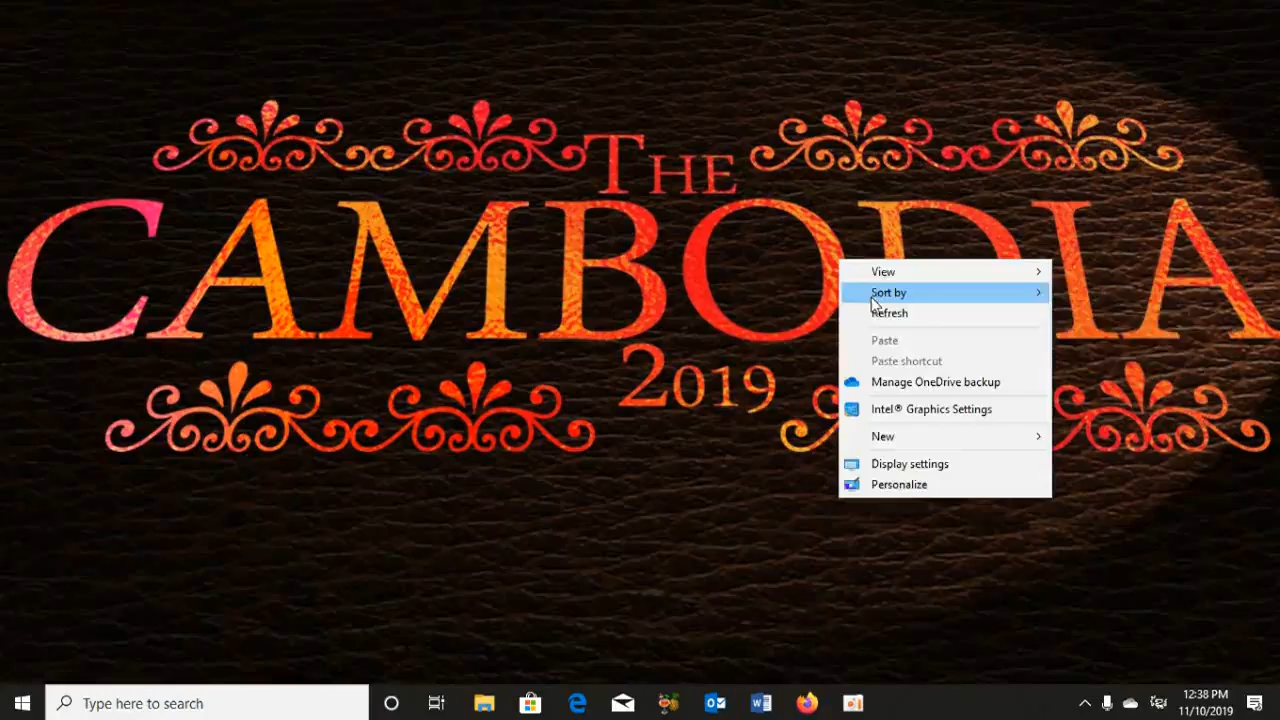 THE
CAMBODIA
2019
View
Sort by
Refresh
Paste
Paste shortcut
Manage OneDrive backup
Intel® Graphics Settings
New
Display settings
Personalize
Type here to search
12:38 PM
11/10/2019